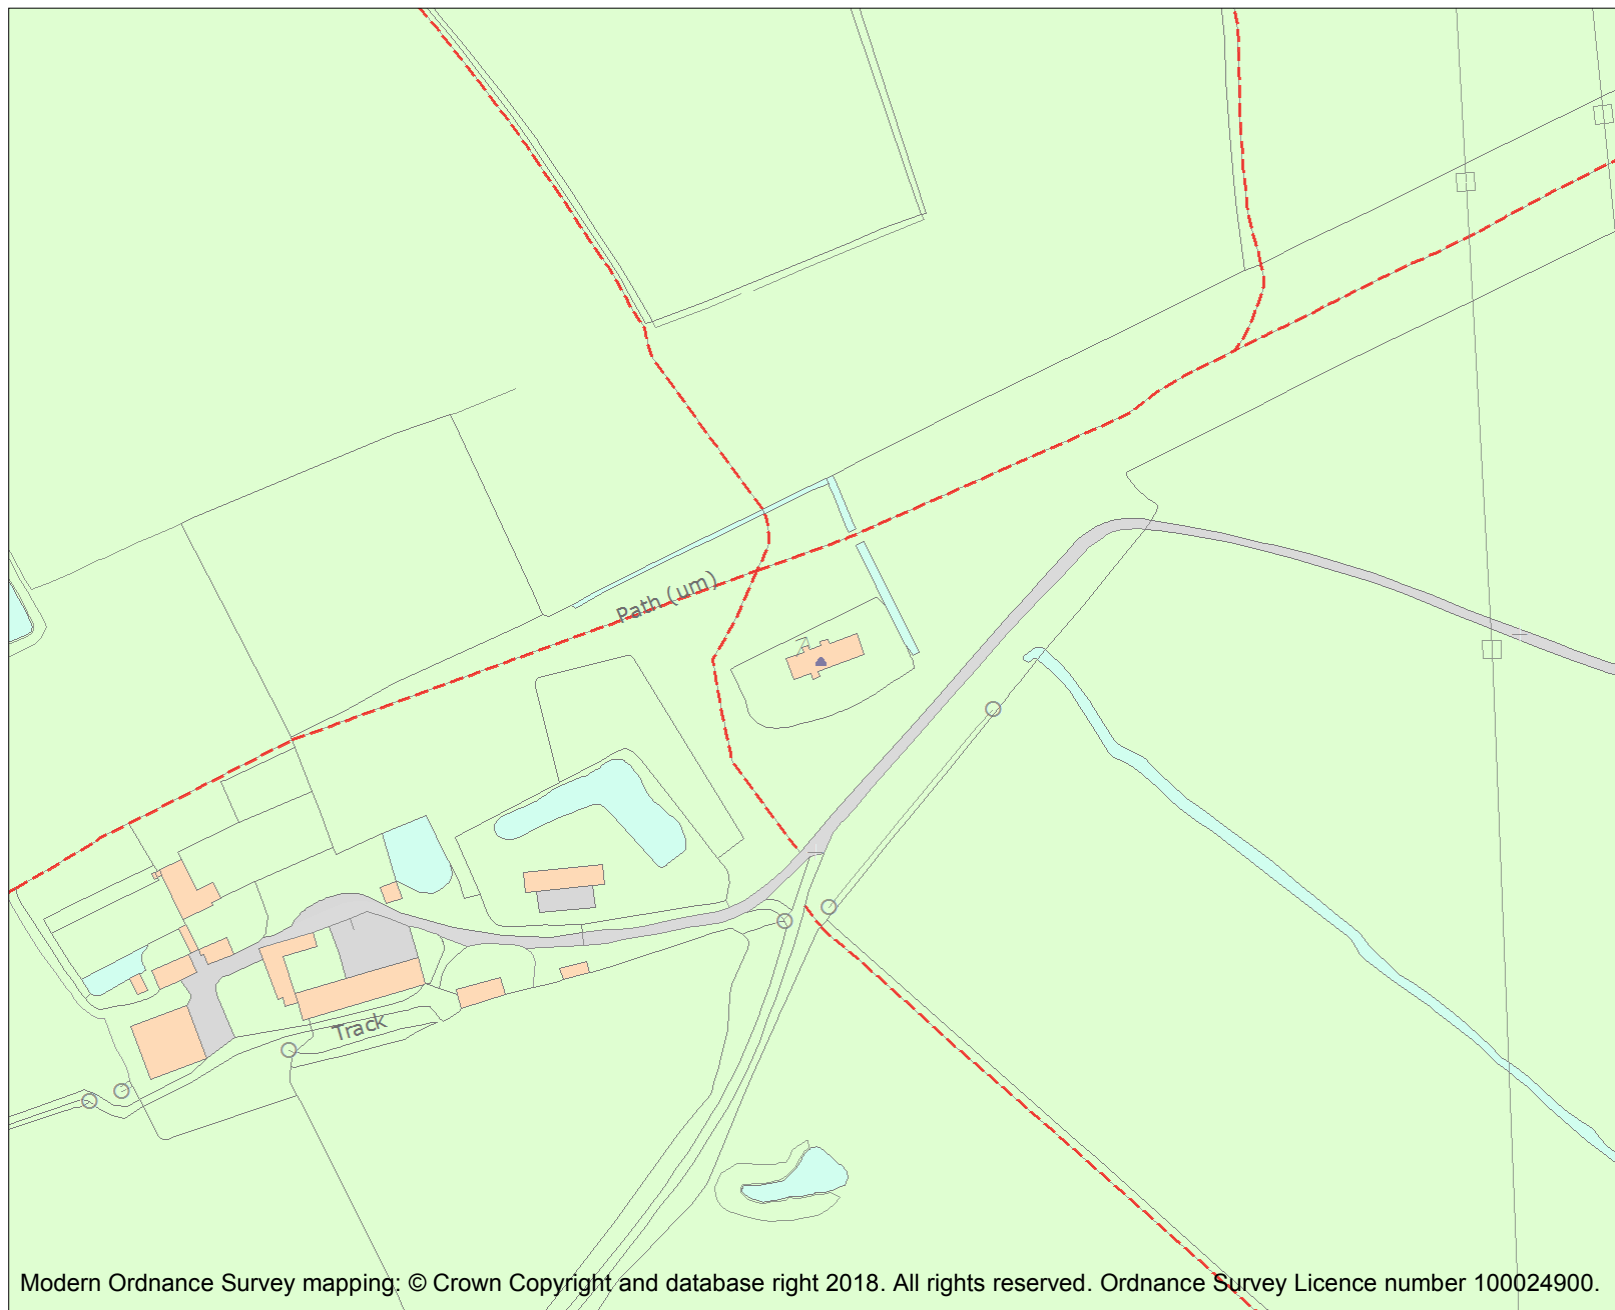 Path (um)
Track
Modern Ordnance Survey mapping: © Crown Copyright and database right 2018. All rights reserved. Ordnance Survey Licence number 100024900.